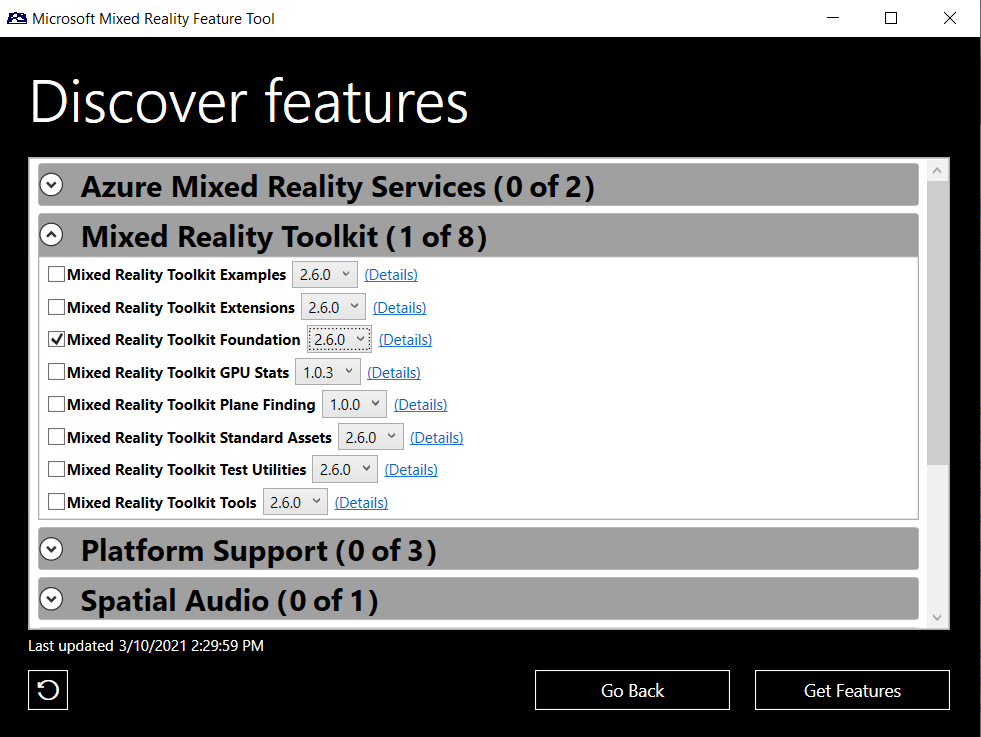 Microsoft Mixed Reality Feature Tool
Discover features
Azure Mixed Reality Services (0 of 2)
Mixed Reality Toolkit (1 of 8)
Mixed Reality Toolkit Examples 2.6.0 (Details)
Mixed Reality Toolkit Extensions 2.6.0 (Details)
Mixed Reality Toolkit Foundation 2.6.0 (Details)
Mixed Reality Toolkit GPU Stats 1.0.3 (Details)
Mixed Reality Toolkit Plane Finding 1.0.0 (Details)
Mixed Reality Toolkit Standard Assets 2.6.0 (Details)
Mixed Reality Toolkit Test Utilities 2.6.0 (Details)
Mixed Reality Toolkit Tools 2.6.0 (Details)
Platform Support (0 of 3)
Spatial Audio (0 of 1)
Last updated 3/10/2021 2:29:59 PM
Go Back Get Features